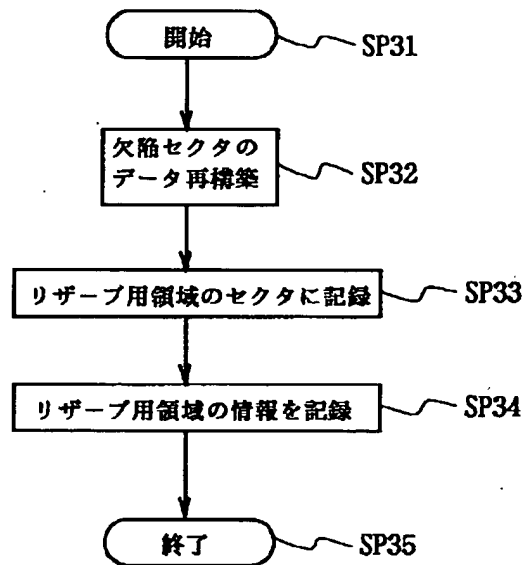 開始
SP31
欠陥セクタの
データ再構築
SP32
リザーブ用領域のセクタに記録
SP33
リザーブ用領域の情報を記録
SP34
終了
SP35